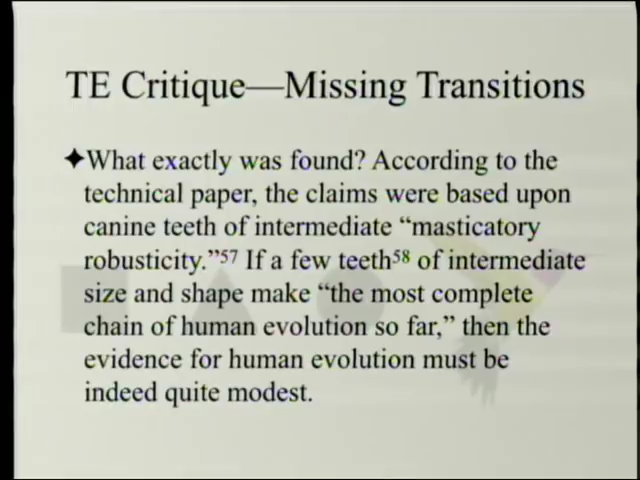 TE Critique—Missing Transitions
✦What exactly was found? According to the
technical paper, the claims were based upon
canine teeth of intermediate “masticatory
robusticity.”⁵⁷ If a few teeth⁵⁸ of intermediate
size and shape make “the most complete
chain of human evolution so far,” then the
evidence for human evolution must be
indeed quite modest.